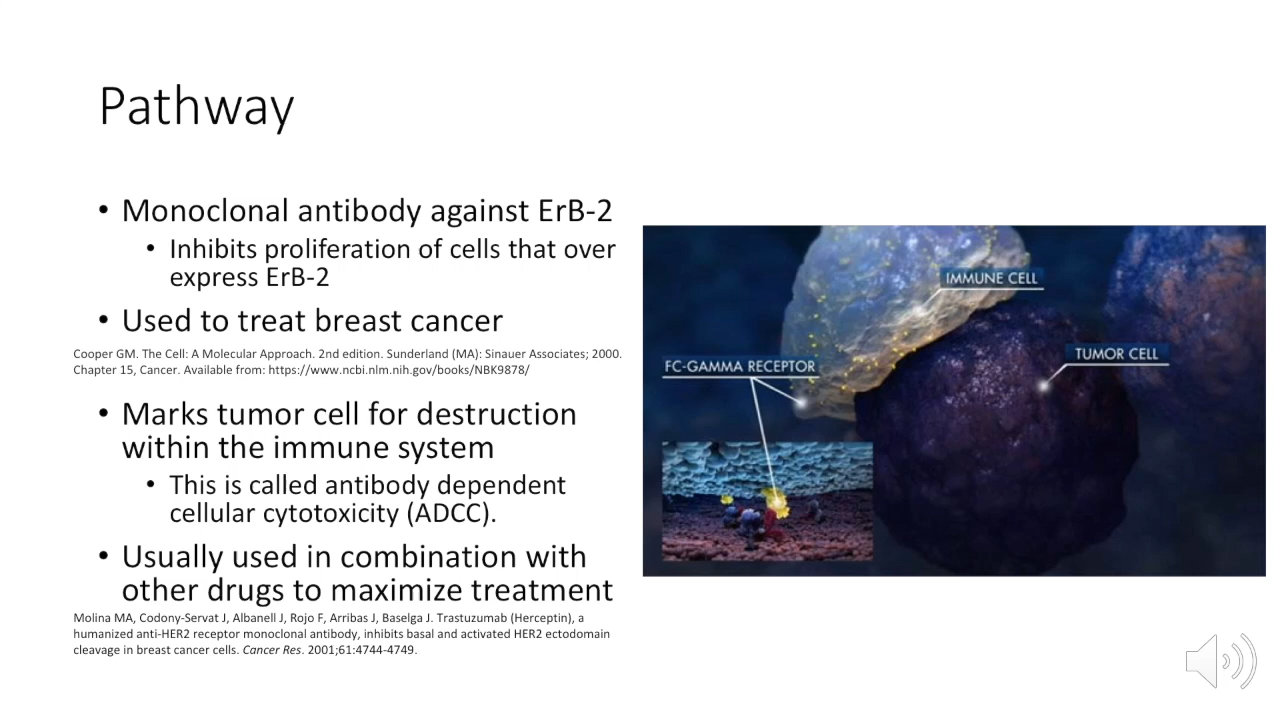 Pathway
• Monoclonal antibody against ErB-2
• Inhibits proliferation of cells that over
express ErB-2
• Used to treat breast cancer
Cooper GM. The Cell: A Molecular Approach. 2nd edition. Sunderland (MA): Sinauer Associates; 2000.
Chapter 15, Cancer. Available from: https://www.ncbi.nlm.nih.gov/books/NBK9878/
• Marks tumor cell for destruction
within the immune system
• This is called antibody dependent
cellular cytotoxicity (ADCC).
• Usually used in combination with
other drugs to maximize treatment
Molina MA, Codony-Servat J, Albanell J, Rojo F, Arribas J, Baselga J. Trastuzumab (Herceptin), a
humanized anti-HER2 receptor monoclonal antibody, inhibits basal and activated HER2 ectodomain
cleavage in breast cancer cells. Cancer Res. 2001;61:4744-4749.
IMMUNE CELL
TUMOR CELL
FC-GAMMA RECEPTOR